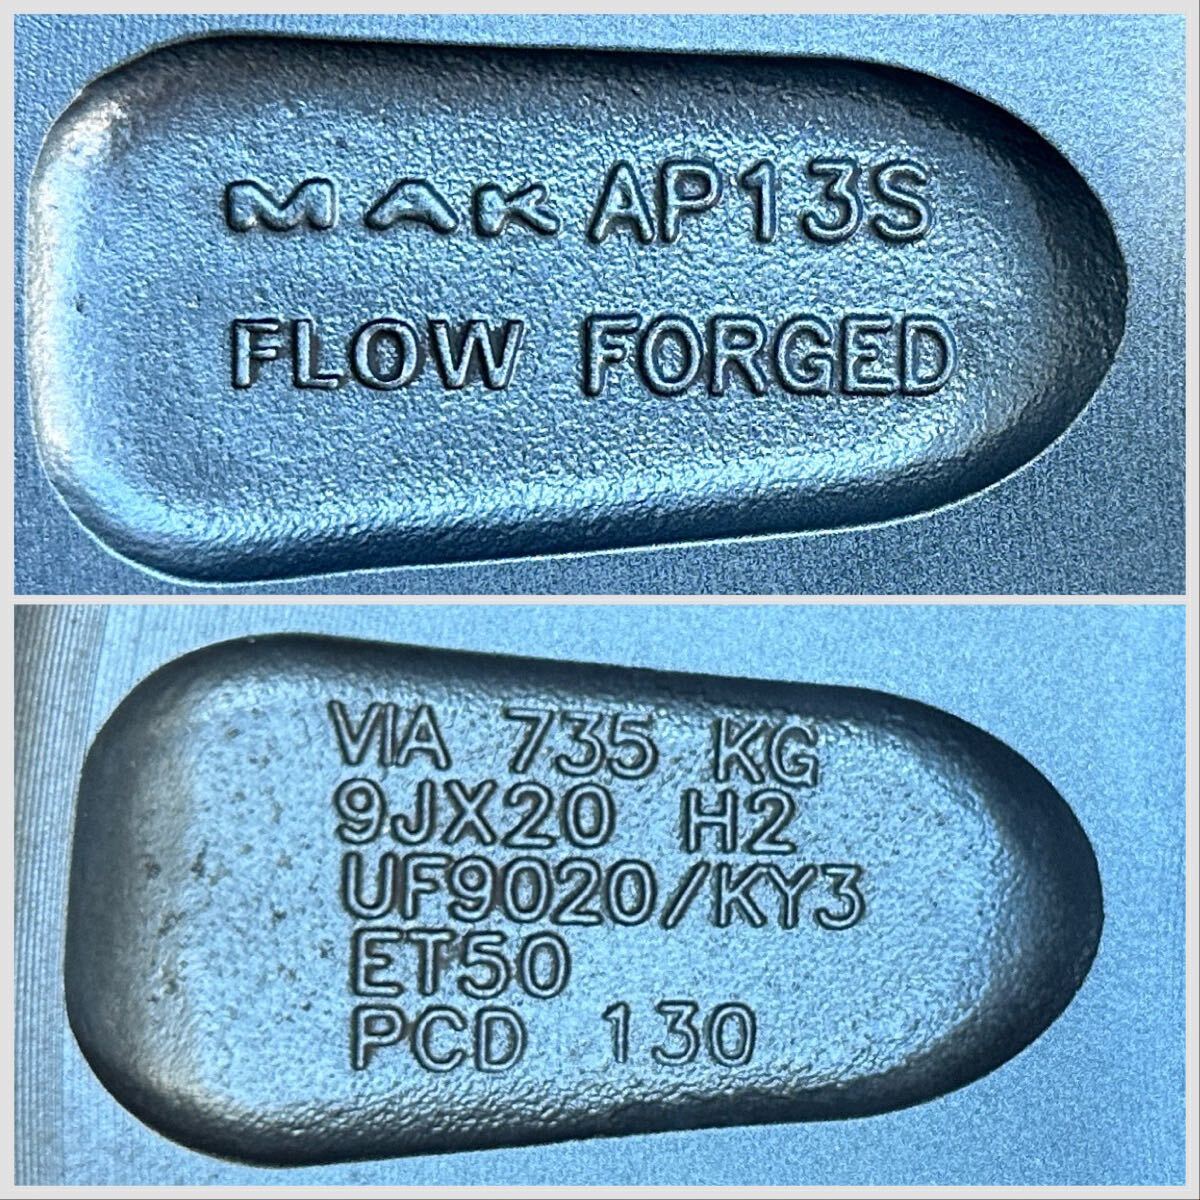 MAK AP13S
FLOW FORGED
VIA 735 KG
9JX20 H2
UF9020/KY3
ET50
PCD 130